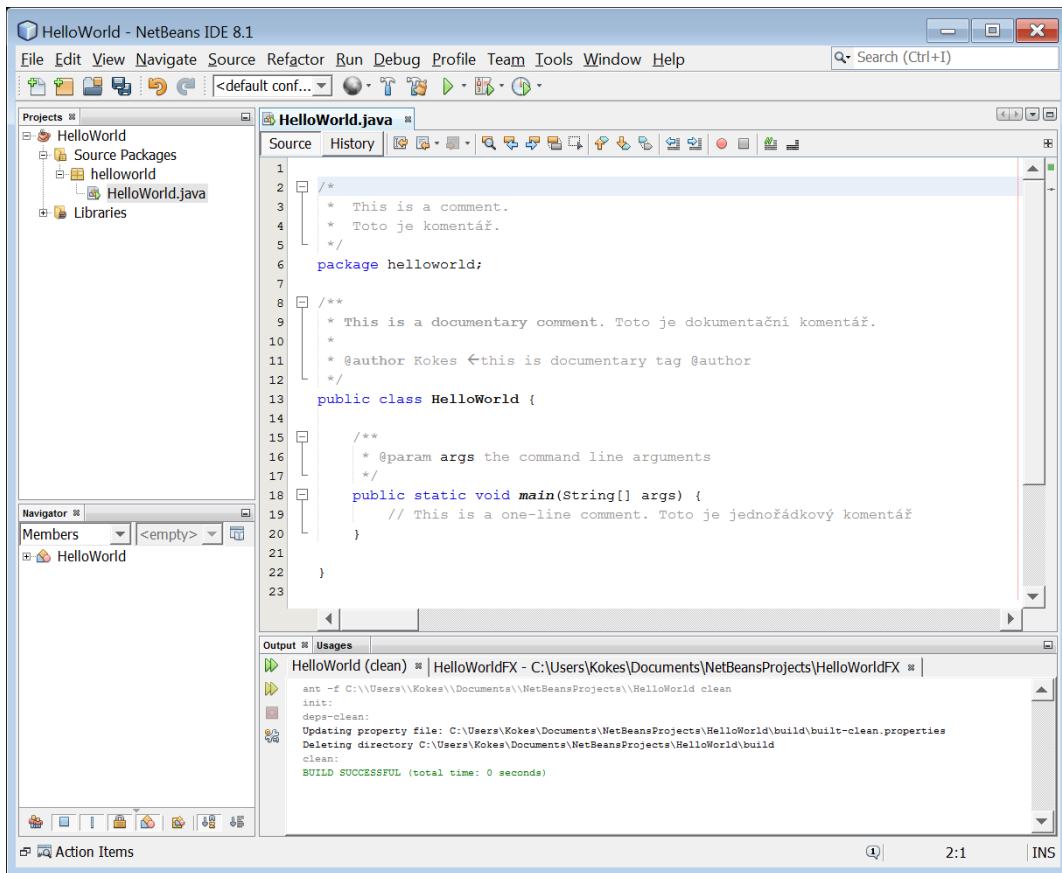 HelloWorld - NetBeans IDE 8.1
File Edit View Navigate Source Refactor Run Debug Profile Team Tools Window Help
Search (Ctrl+I)
<default conf...
Projects
HelloWorld
Source Packages
helloworld
HelloWorld.java
Libraries
HelloWorld.java
Source History
1
2 /*
3 * This is a comment.
4 * Toto je komentář.
5 */
6 package helloworld;
7
8 /**
9 * This is a documentary comment. Toto je dokumentační komentář.
10 *
11 * @author Kokes ←this is documentary tag @author
12 */
13 public class HelloWorld {
14
15 /**
16 * @param args the command line arguments
17 */
18 public static void main(String[] args) {
19 // This is a one-line comment. Toto je jednořádkový komentář
20 }
21
22 }
23
Navigator
Members <empty>
HelloWorld
Output Usages
HelloWorld (clean) HelloWorldFX - C:\Users\Kokes\Documents\NetBeansProjects\HelloWorldFX
ant -f C:\\Users\\Kokes\\Documents\\NetBeansProjects\\HelloWorld clean
init:
deps-clean:
Updating property file: C:\Users\Kokes\Documents\NetBeansProjects\HelloWorld\build\built-clean.properties
Deleting directory C:\Users\Kokes\Documents\NetBeansProjects\HelloWorld\build
clean:
BUILD SUCCESSFUL (total time: 0 seconds)
Action Items
1
2:1
INS